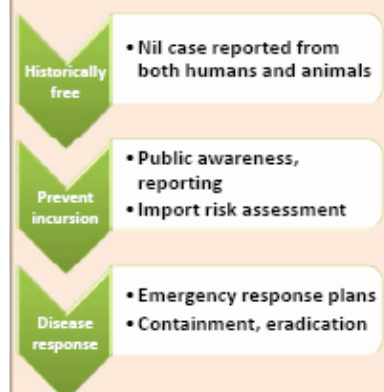 Historically
free
• Nil case reported from
both humans and animals
Prevent
incursion
• Public awareness,
reporting
• Import risk assessment
Disease
response
• Emergency response plans
• Containment, eradication